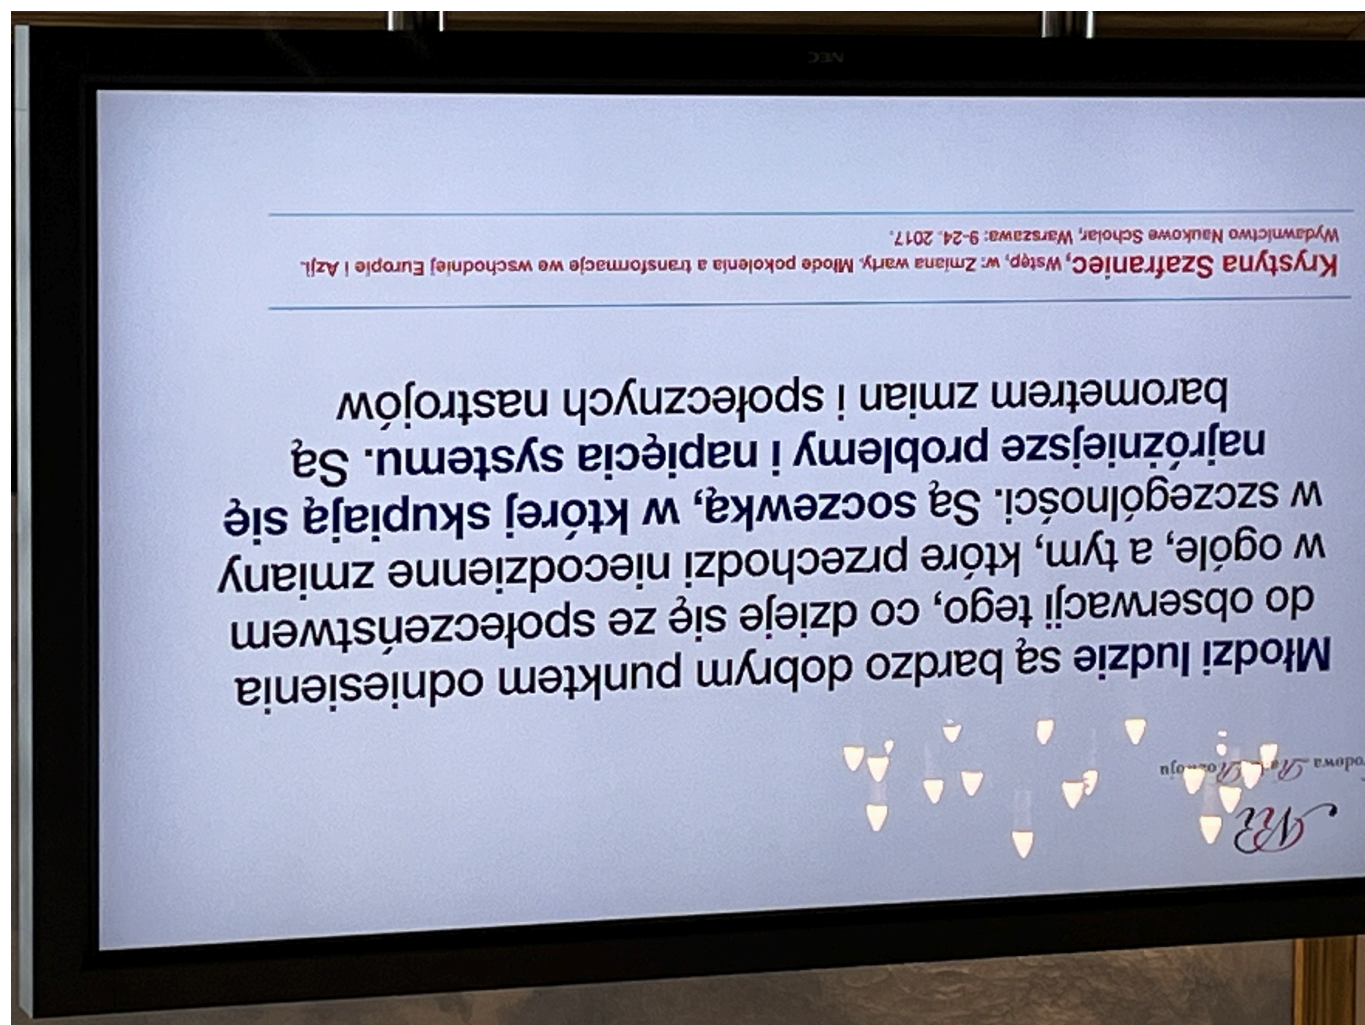 Młodzi ludzie są bardzo dobrym punktem odniesienia
do obserwacji tego, co dzieje się ze społeczeństwem
w ogóle, a tym, które przechodzi niecodzienne zmiany
w szczególności. Są soczewką, w której skupiają się
najróżniejsze problemy i napięcia systemu. Są
barometrem zmian i społecznych nastrojów
Krystyna Szafraniec, Wstęp, w: Zmiana warty. Młode pokolenia a transformacje we wschodniej Europie i Azji.
Wydawnictwo Naukowe Scholar, Warszawa: 9-24. 2017.
NEC